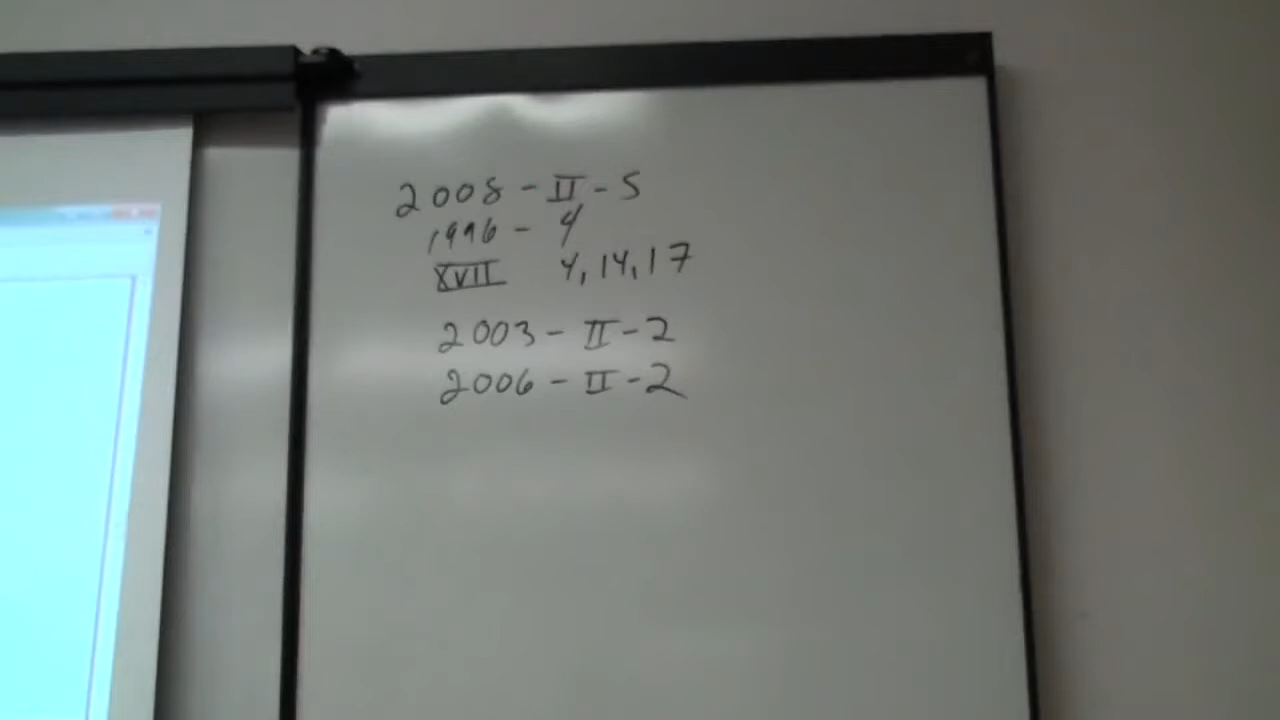 2008 - II - 5
1996 - 4
XVII 4, 14, 17
2003 - II - 2
2006 - II - 2